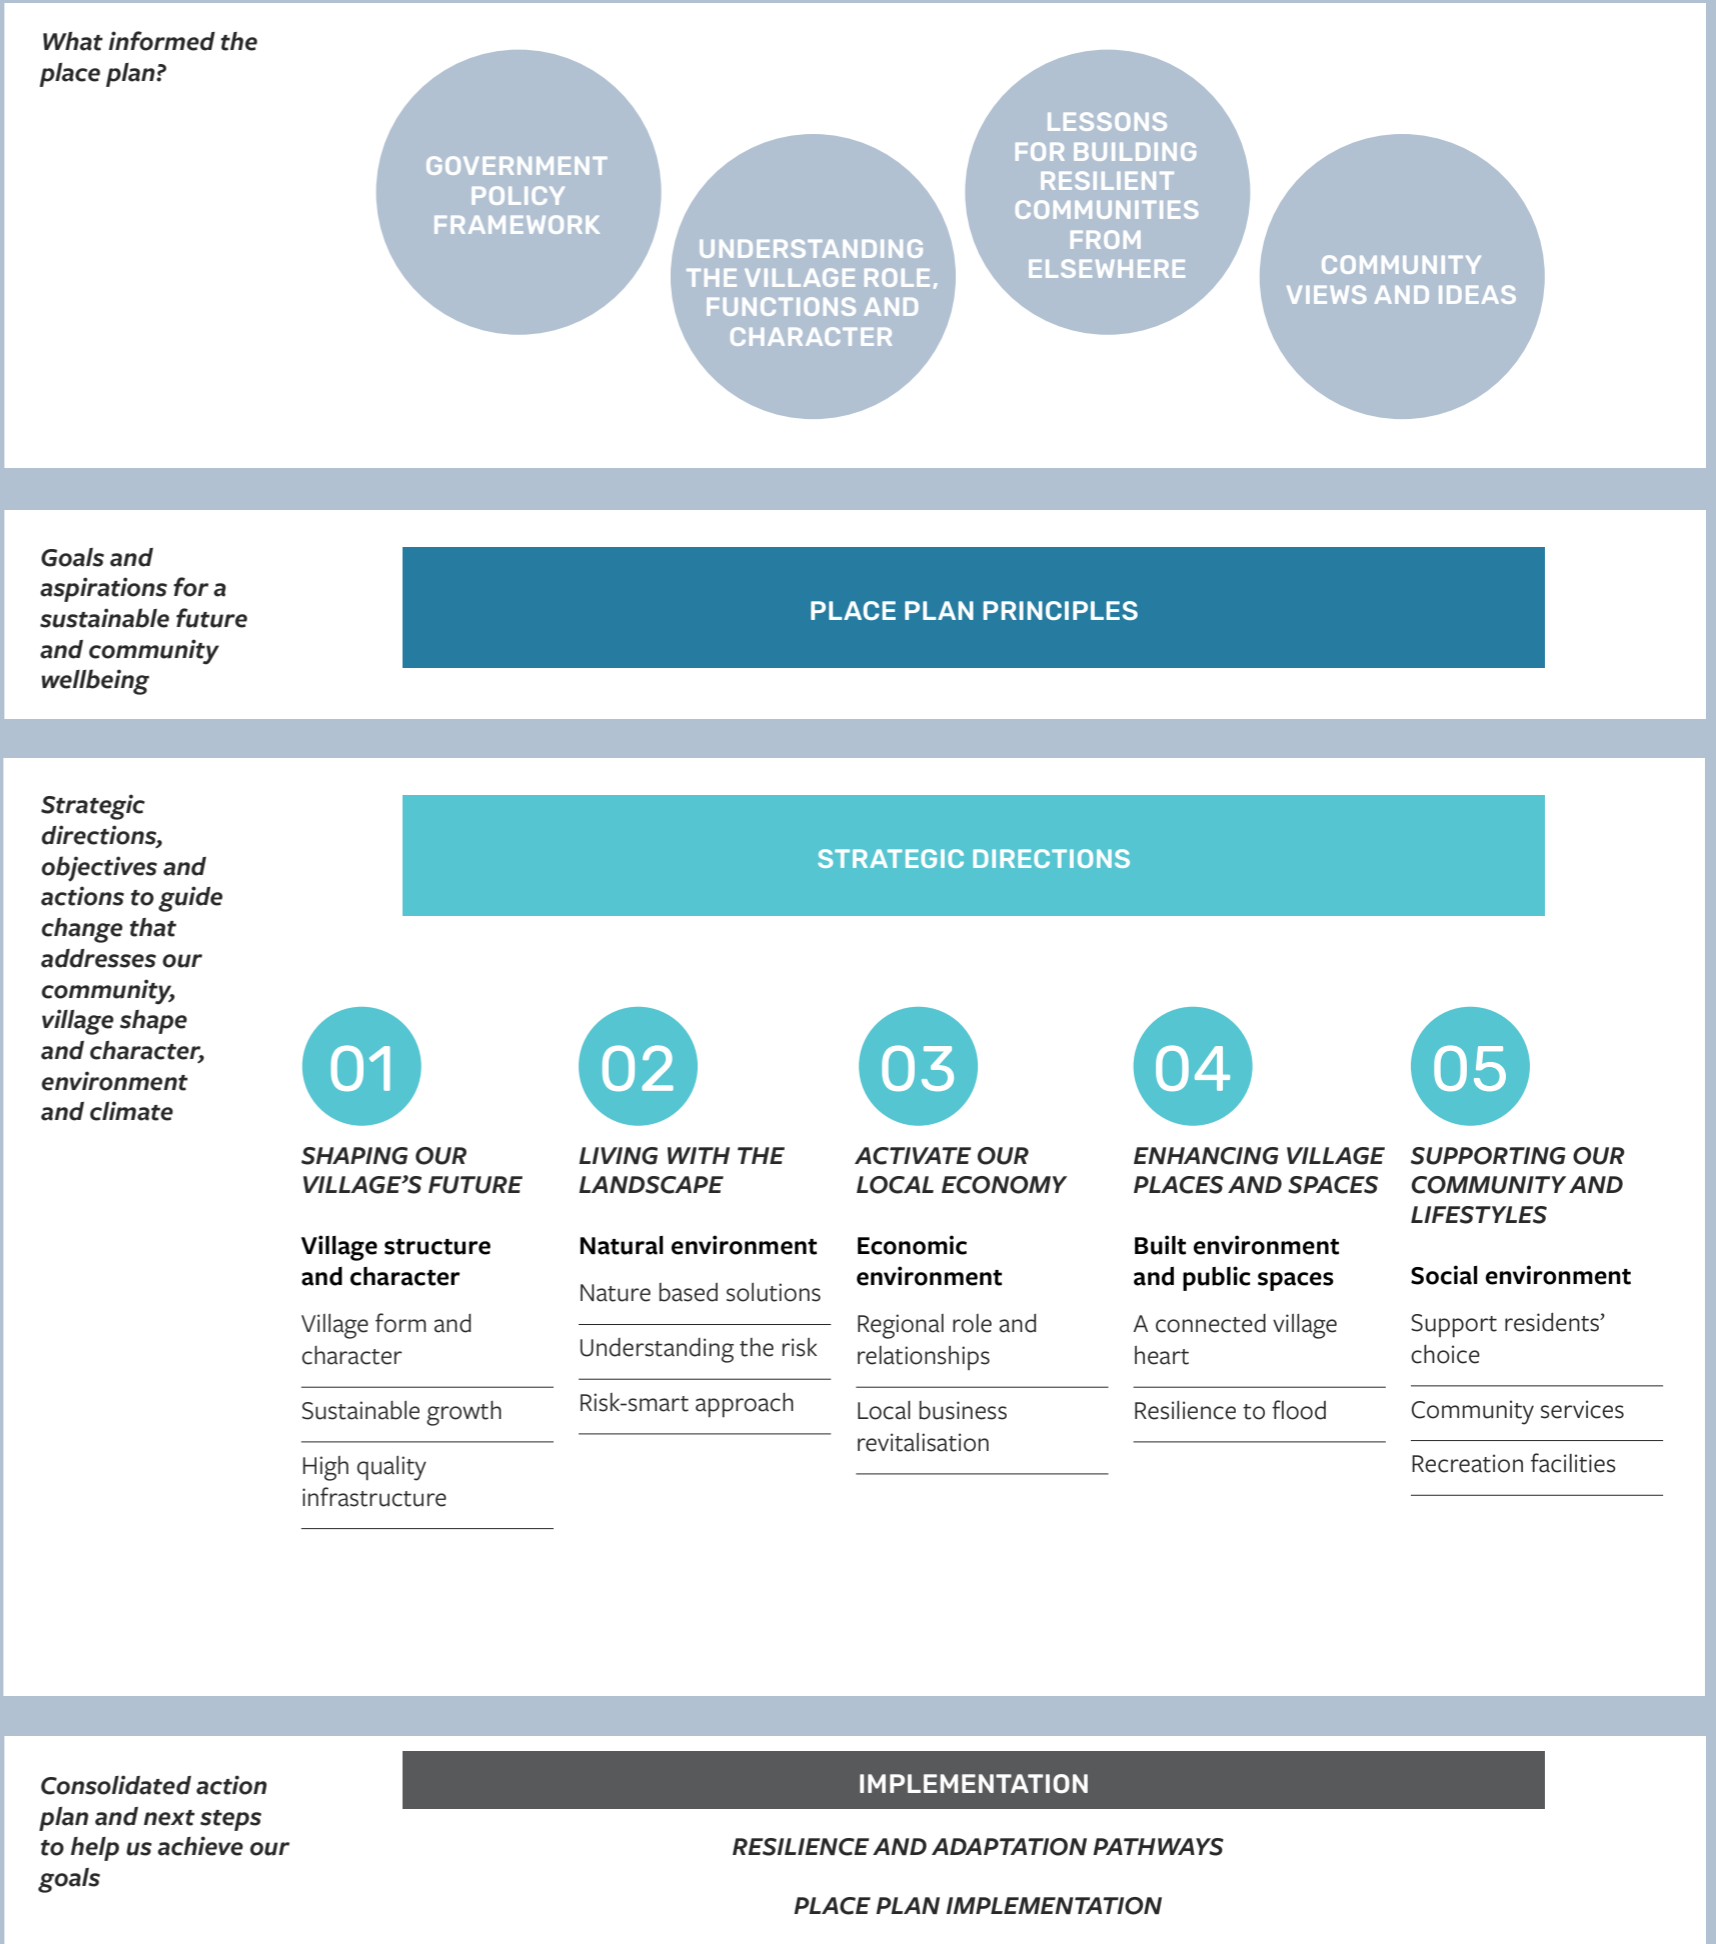 What informed the
place plan?
GOVERNMENT
POLICY
FRAMEWORK
UNDERSTANDING
THE VILLAGE ROLE,
FUNCTIONS AND
CHARACTER
LESSONS
FOR BUILDING
RESILIENT
COMMUNITIES
FROM
ELSEWHERE
COMMUNITY
VIEWS AND IDEAS
Goals and
aspirations for a
sustainable future
and community
wellbeing
PLACE PLAN PRINCIPLES
Strategic
directions,
objectives and
actions to guide
change that
addresses our
community,
village shape
and character,
environment
and climate
STRATEGIC DIRECTIONS
01
SHAPING OUR
VILLAGE'S FUTURE
Village structure
and character
Village form and
character
Sustainable growth
High quality
infrastructure
02
LIVING WITH THE
LANDSCAPE
Natural environment
Nature based solutions
Understanding the risk
Risk-smart approach
03
ACTIVATE OUR
LOCAL ECONOMY
Economic
environment
Regional role and
relationships
Local business
revitalisation
04
ENHANCING VILLAGE
PLACES AND SPACES
Built environment
and public spaces
A connected village
heart
Resilience to flood
05
SUPPORTING OUR
COMMUNITY AND
LIFESTYLES
Social environment
Support residents'
choice
Community services
Recreation facilities
Consolidated action
plan and next steps
to help us achieve our
goals
IMPLEMENTATION
RESILIENCE AND ADAPTATION PATHWAYS
PLACE PLAN IMPLEMENTATION